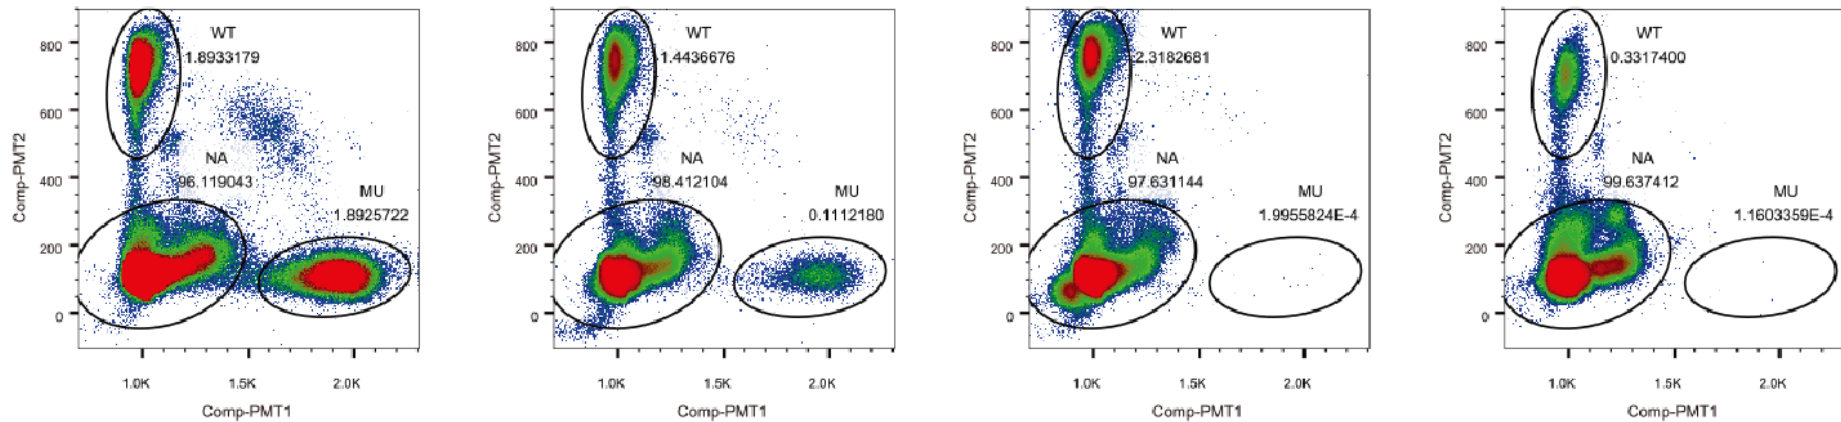 800
600
400
200
0
Comp-PMT2
WT
1.8933179
NA
96.119043
MU
1.8925722
1.0K
1.5K
2.0K
Comp-PMT1
800
600
400
200
0
Comp-PMT2
WT
1.4436676
NA
98.412104
MU
0.1112180
1.0K
1.5K
2.0K
Comp-PMT1
800
600
400
200
0
Comp-PMT2
WT
2.3182681
NA
97.631144
MU
1.9955824E-4
1.0K
1.5K
2.0K
Comp-PMT1
800
600
400
200
0
Comp-PMT2
WT
0.3317400
NA
99.637412
MU
1.1603359E-4
1.0K
1.5K
2.0K
Comp-PMT1